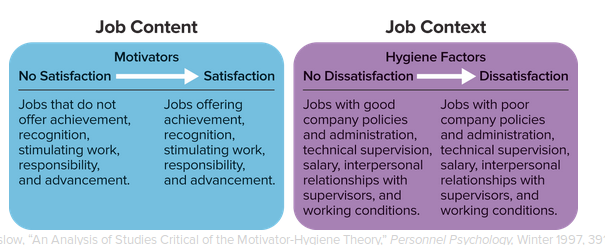 Job Content
Motivators
No Satisfaction Satisfaction
Jobs that do not
offer achievement,
recognition,
stimulating work,
responsibility,
and advancement.
Jobs offering
achievement,
recognition,
stimulating work,
responsibility,
and advancement.
Job Context
Hygiene Factors
No Dissatisfaction Dissatisfaction
Jobs with good
company policies
and administration,
technical supervision,
salary, interpersonal
relationships with
supervisors, and
working conditions.
Jobs with poor
company policies
and administration,
technical supervision,
salary, interpersonal
relationships with
supervisors, and
working conditions.
slow, "An Analysis of Studies Critical of the Motivator-Hygiene Theory," Personnel Psychology, Winter 1997, 39